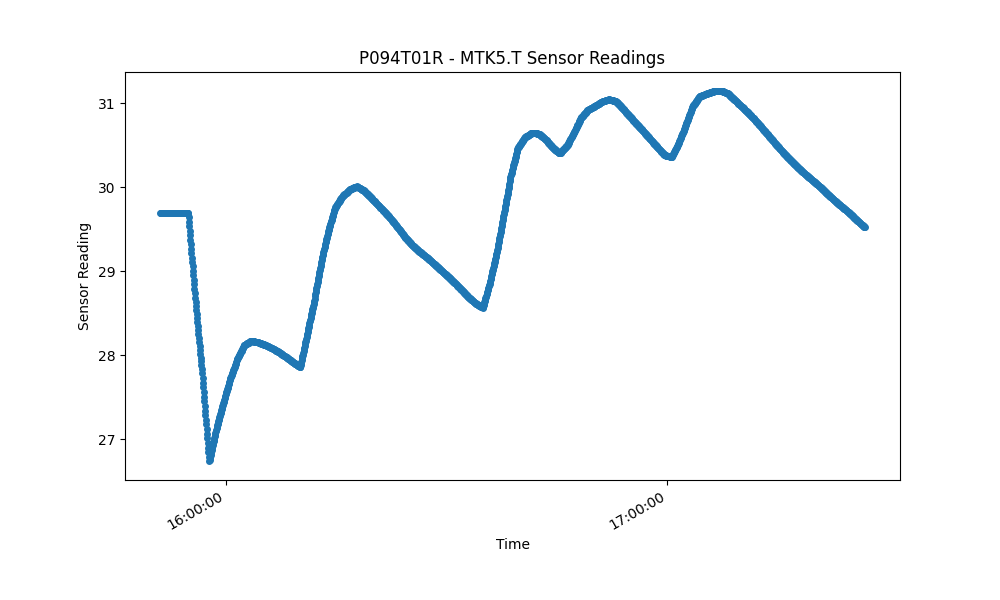 P094T01R - MTK5.T Sensor Readings
31
30
29
28
27
Sensor Reading
16:00:00
17:00:00
Time